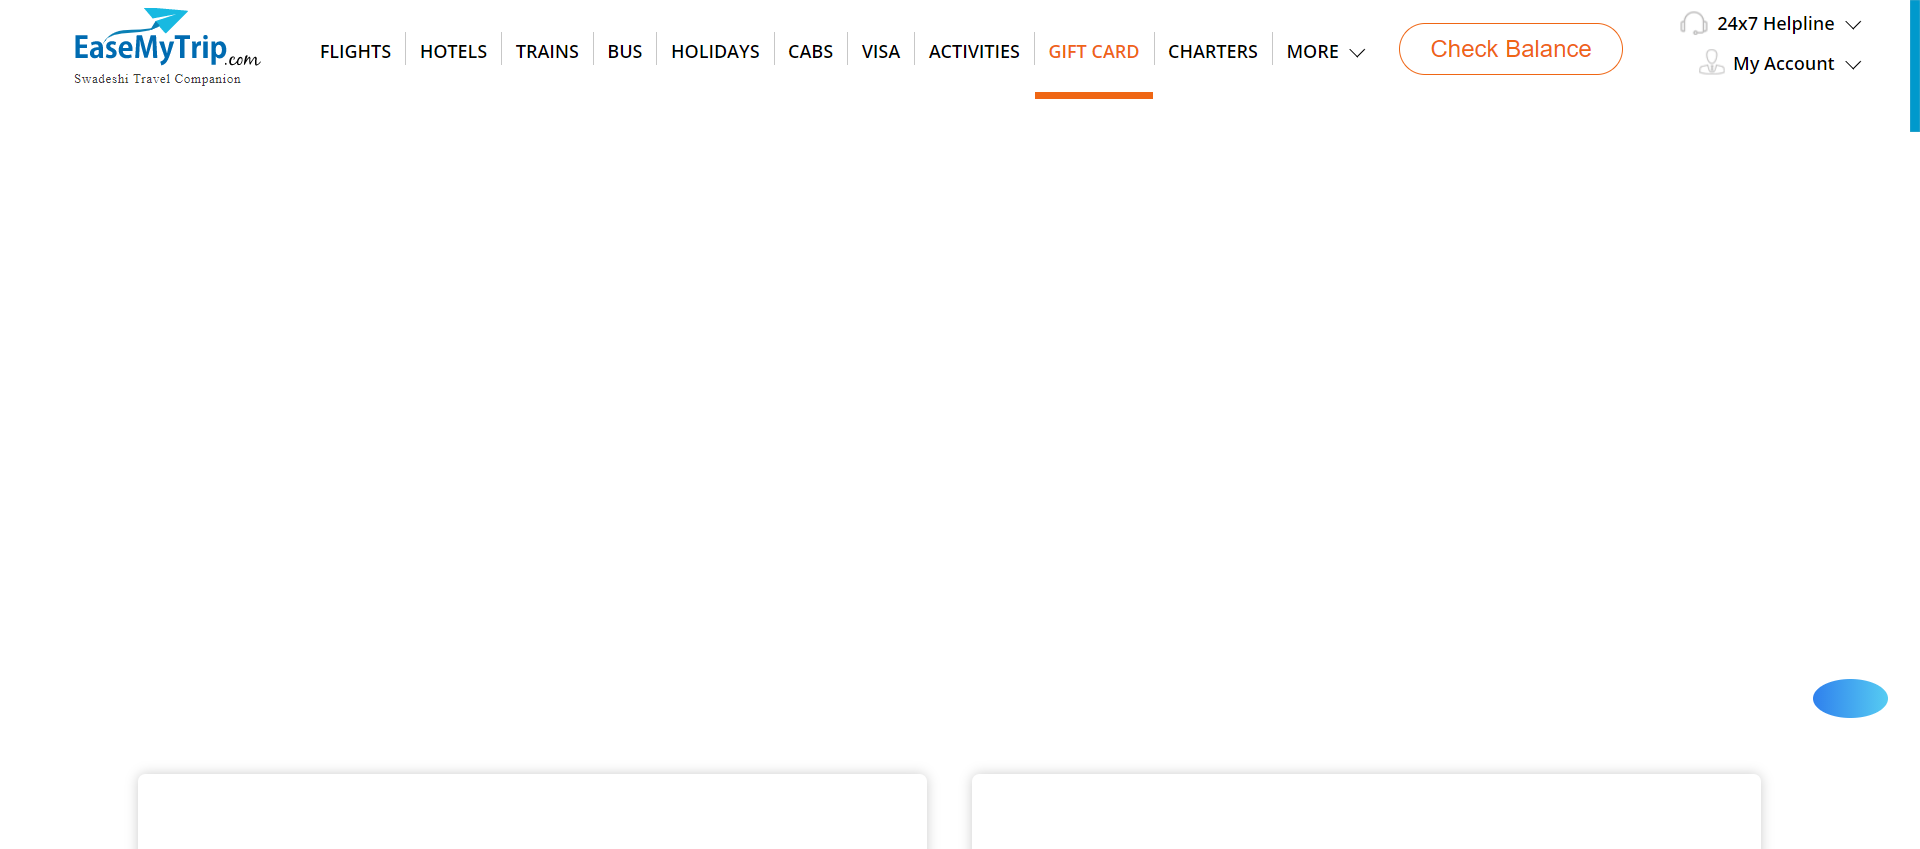 EaseMyTrip.com
Swadeshi Travel Companion
FLIGHTS
HOTELS
TRAINS
BUS
HOLIDAYS
CABS
VISA
ACTIVITIES
GIFT CARD
CHARTERS
MORE
Check Balance
24x7 Helpline
My Account